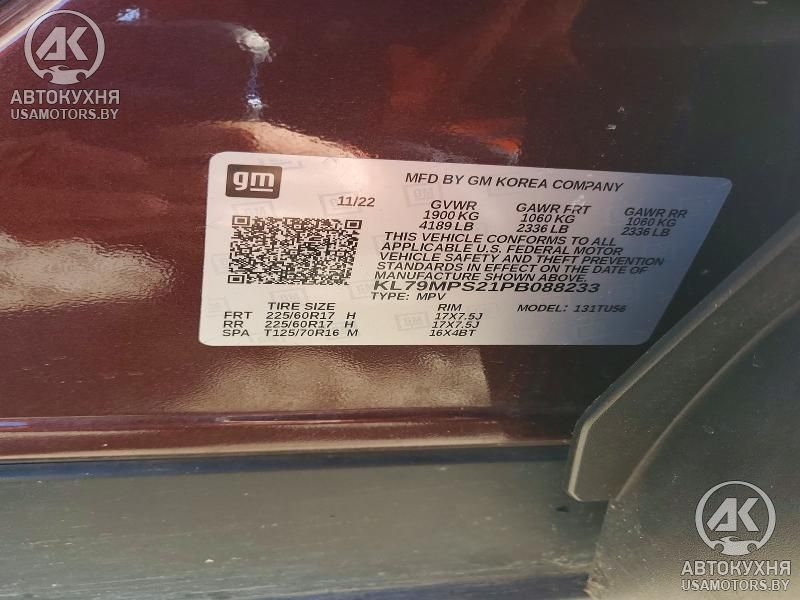 AK
АВТОКУХНЯ
USAMOTORS.BY
gm
MFD BY GM KOREA COMPANY
11/22
GVWR GAWR FRT GAWR RR
1900 KG 1060 KG 1060 KG
4189 LB 2336 LB 2336 LB
THIS VEHICLE CONFORMS TO ALL
APPLICABLE U.S. FEDERAL MOTOR
VEHICLE SAFETY AND THEFT PREVENTION
STANDARDS IN EFFECT ON THE DATE OF
MANUFACTURE SHOWN ABOVE.
KL79MPS21PB088233
TYPE: MPV MODEL: 131TU56
TIRE SIZE RIM
FRT 225/60R17 H 17X7.5J
RR 225/60R17 H 17X7.5J
SPA T125/70R16 M 16X4BT
AK
АВТОКУХНЯ
USAMOTORS.BY